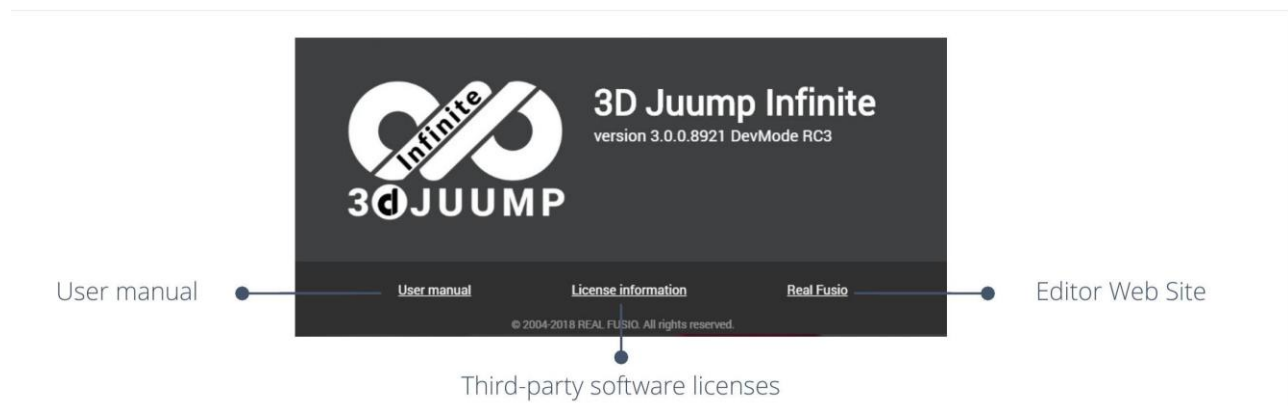 Infinite
3dJUUMP
3D Juump Infinite
version 3.0.0.8921 DevMode RC3
User manual
User manual
License information
Real Fusio
Editor Web Site
© 2004-2018 REAL FUSIO. All rights reserved.
Third-party software licenses